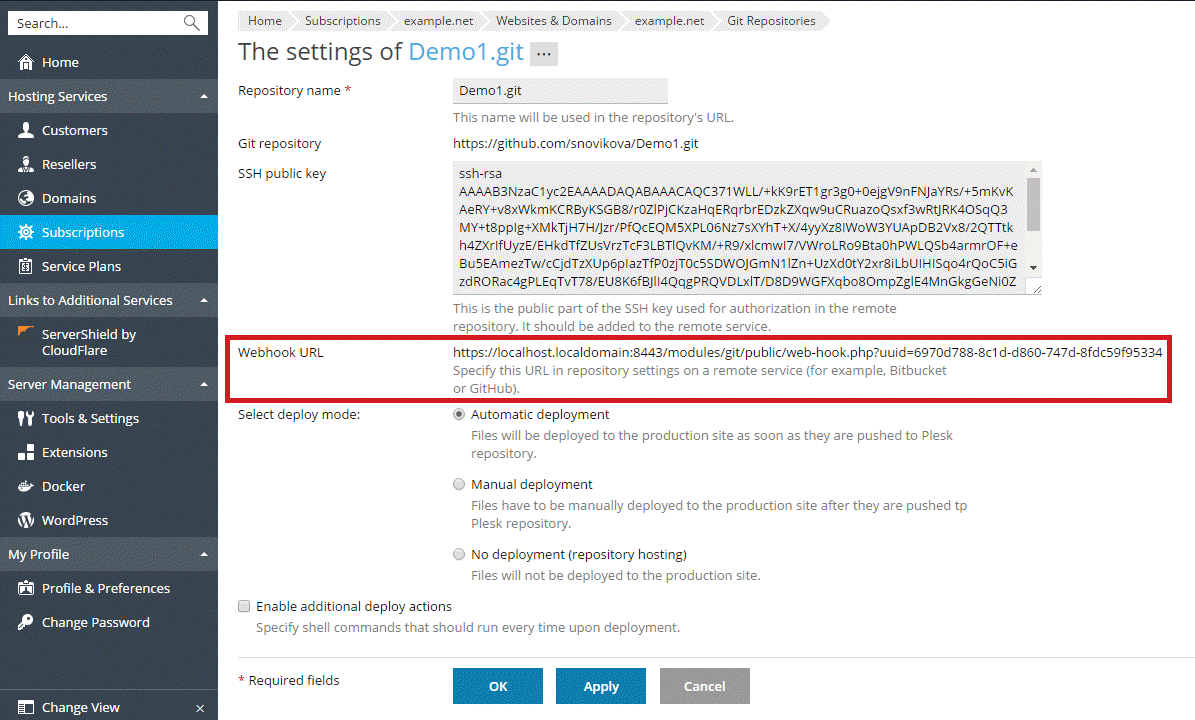 Search...
Home
Hosting Services
Customers
Resellers
Domains
Subscriptions
Service Plans
Links to Additional Services
ServerShield by
CloudFlare
Server Management
Tools & Settings
Extensions
Docker
WordPress
My Profile
Profile & Preferences
Change Password
Change View
Home Subscriptions example.net Websites & Domains example.net Git Repositories
The settings of Demo1.git ...
Repository name * Demo1.git
This name will be used in the repository's URL.
Git repository https://github.com/snovikova/Demo1.git
SSH public key ssh-rsa
AAAAB3NzaC1yc2EAAAADAQABAAACAQC371WLL/+kK9rET1gr3g0+0ejgV9nFNJaYRs/+5mKvK
AeRY+v8xWkmKCRByKSGB8/r0ZlPjCKzaHqERqrbrEDzkZXqw9uCRuazoQsxf3wRtJRK4OSqQ3
MY+t8ppIg+XMkTjH7H/Jzr/PfQcEQM5XPL06Nz7sXYhT+X/4yyXz8IWoW3YUApDB2Vx8/2QTTtk
h4ZXrIfUyzE/EHkdTfZUsVrzTcF3LBTlQvKM/+R9/xlcmwI7/VWroLRo9Bta0hPWLQSb4armrOF+e
Bu5EAmezTw/cCjdTzXUp6pIazTfP0zjT0c5SDWOJGmN1lZn+UzXd0tY2xr8iLbUIHISqo4rQoC5iG
zdRORac4gPLEqTvT78/EU8K6fBJlI4QqgPRQVDLxlT/D8D9WGFXqbo8OmpZglE4MnGkgGeNi0Z
This is the public part of the SSH key used for authorization in the remote
repository. It should be added to the remote service.
Webhook URL https://localhost.localdomain:8443/modules/git/public/web-hook.php?uuid=6970d788-8c1d-d860-747d-8fdc59f95334
Specify this URL in repository settings on a remote service (for example, Bitbucket
or GitHub).
Select deploy mode: Automatic deployment
Files will be deployed to the production site as soon as they are pushed to Plesk
repository.
Manual deployment
Files have to be manually deployed to the production site after they are pushed tp
Plesk repository.
No deployment (repository hosting)
Files will not be deployed to the production site.
Enable additional deploy actions
Specify shell commands that should run every time upon deployment.
* Required fields OK Apply Cancel